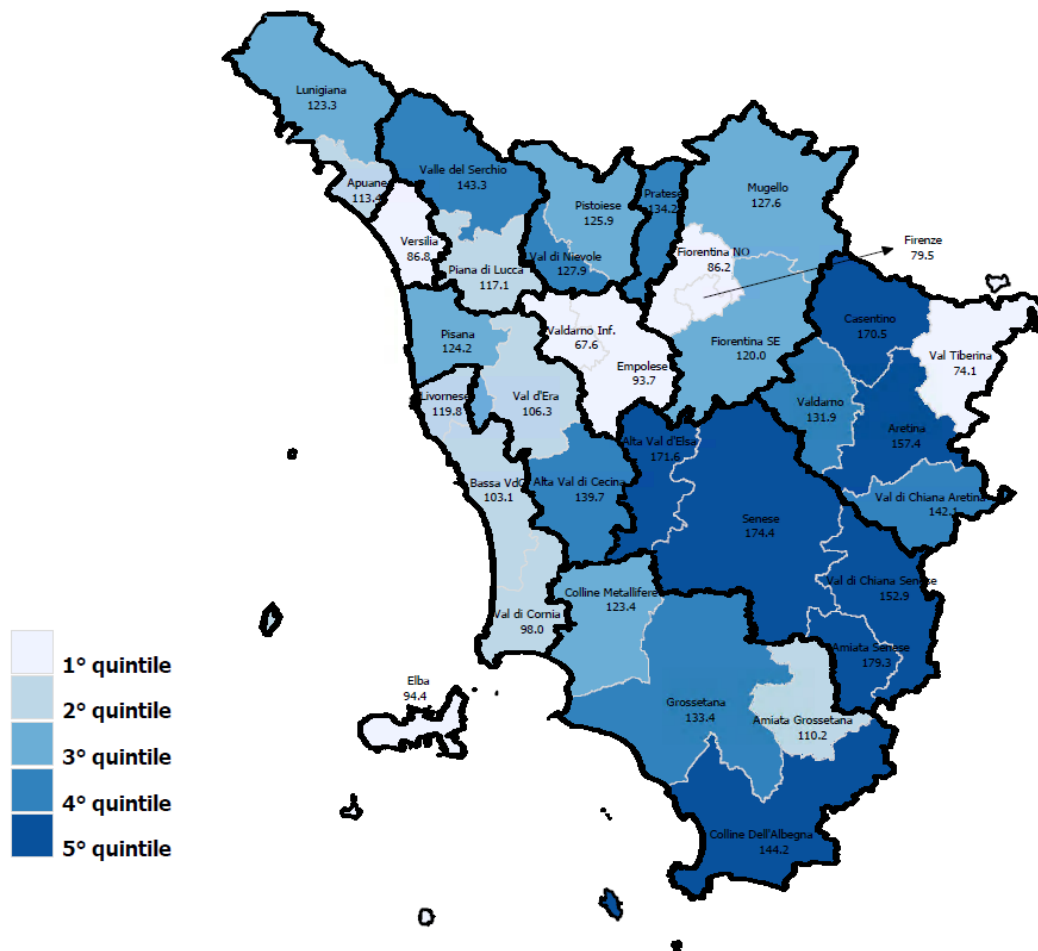 Lunigiana
123.3
Valle del Serchio
143.3
Apuane
113.4
Versilia
86.8
Piana di Lucca
117.1
Pistoiese
125.9
Val di Nievole
127.9
Pratese
134.2
Mugello
127.6
Fiorentina NO
86.2
Firenze
79.5
Fiorentina SE
120.0
Casentino
170.5
Val Tiberina
74.1
Pisana
124.2
Valdarno Inf.
67.6
Empolese
93.7
Livornese
119.8
Val d'Era
106.3
Valdarno
131.9
Aretina
157.4
Alta Val d'Elsa
171.6
Bassa VdC
103.1
Alta Val di Cecina
139.7
Val di Chiana Aretina
142.1
Senese
174.4
Val di Chiana Senese
152.9
Colline Metallifere
123.4
Val di Cornia
98.0
Amiata Senese
179.3
Elba
94.4
Grossetana
133.4
Amiata Grossetana
110.2
Colline Dell'Albegna
144.2
1° quintile
2° quintile
3° quintile
4° quintile
5° quintile